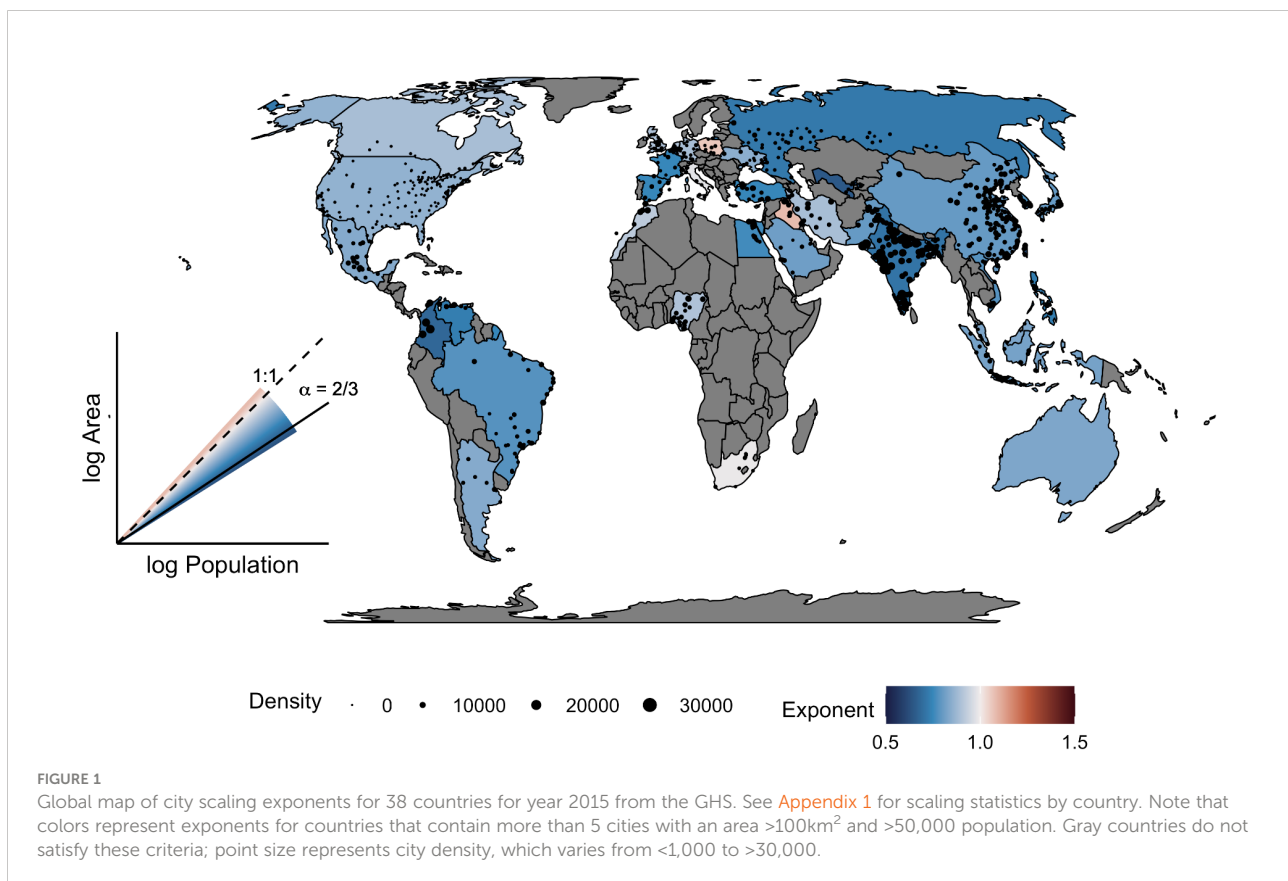 1:1
α = 2/3
log Area
log Population
Density 0 10000 20000 30000
Exponent
0.5 1.0 1.5
FIGURE 1
Global map of city scaling exponents for 38 countries for year 2015 from the GHS. See Appendix 1 for scaling statistics by country. Note that
colors represent exponents for countries that contain more than 5 cities with an area >100km² and >50,000 population. Gray countries do not
satisfy these criteria; point size represents city density, which varies from <1,000 to >30,000.